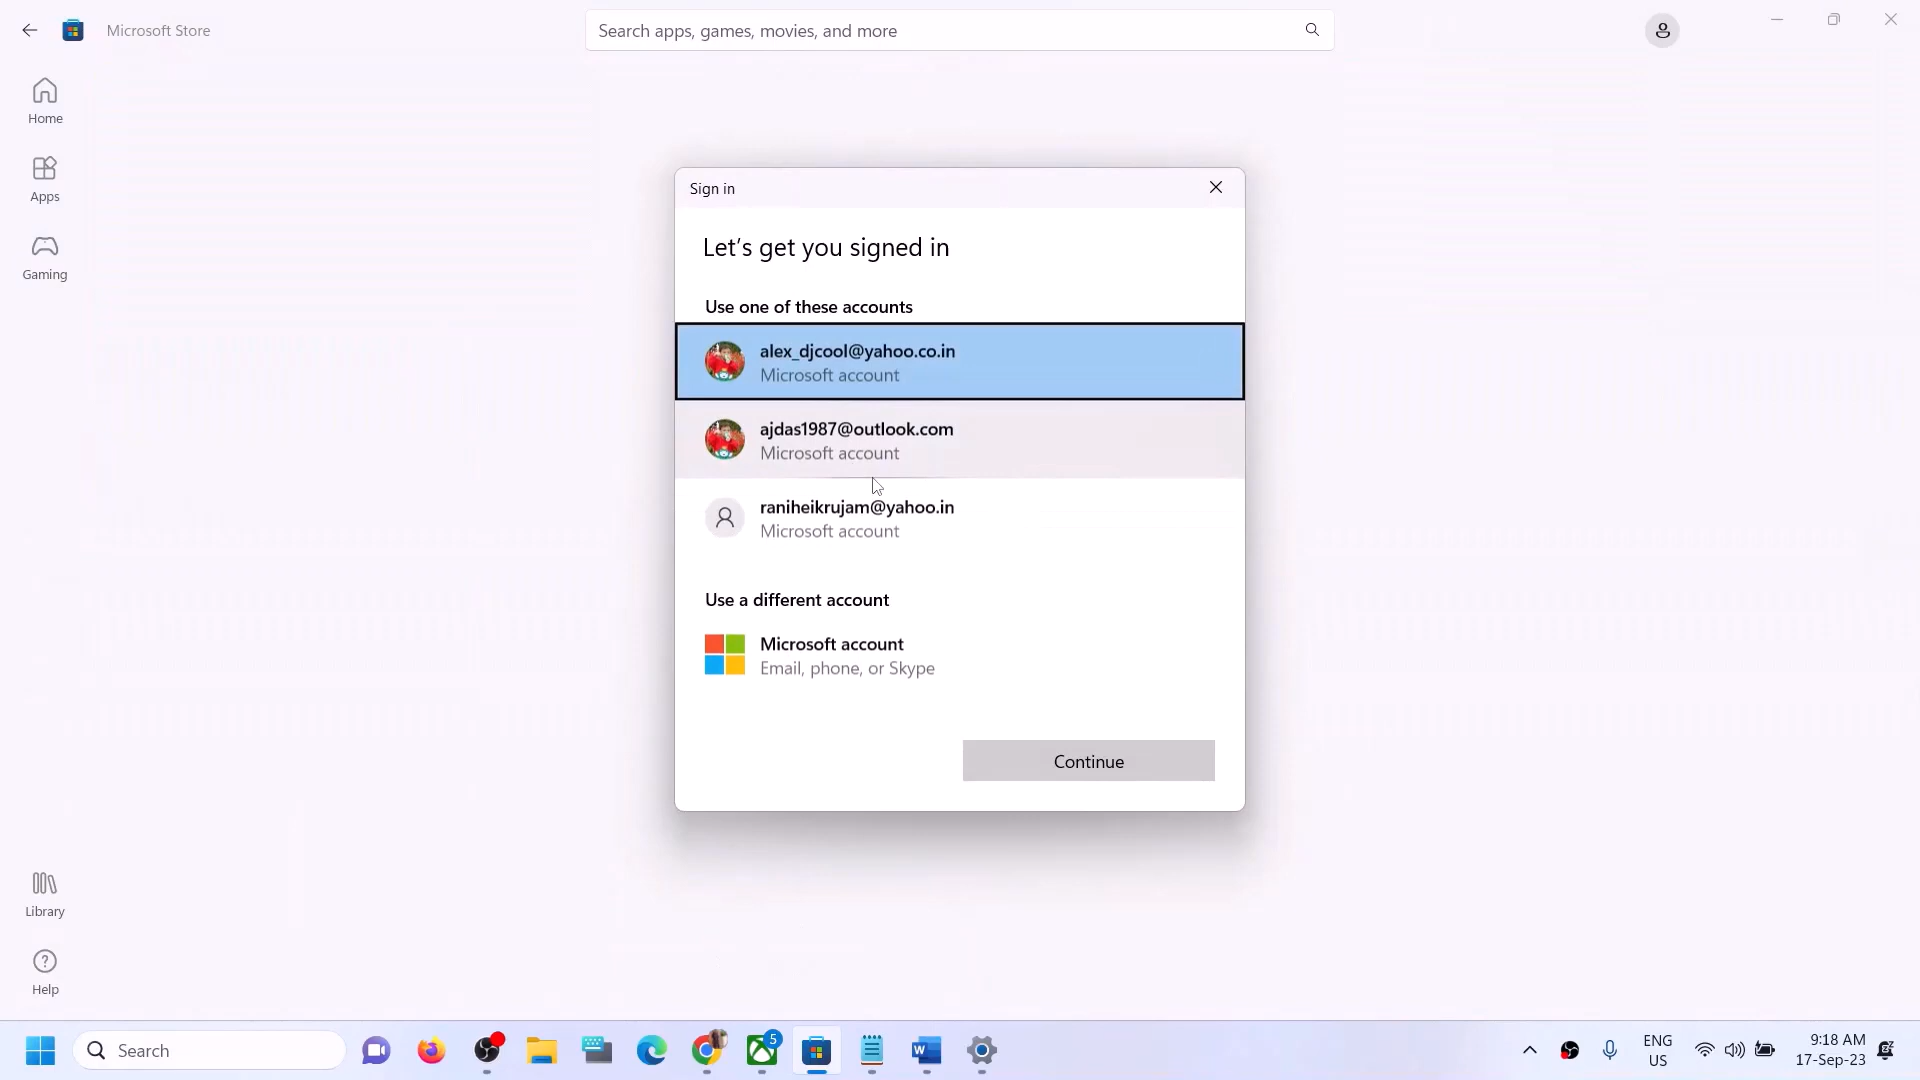 Microsoft Store
Search apps, games, movies, and more
Home
Apps
Gaming
Library
Help
Sign in
Let's get you signed in
Use one of these accounts
alex_djcool@yahoo.co.in
Microsoft account
ajdas1987@outlook.com
Microsoft account
raniheikrujam@yahoo.in
Microsoft account
Use a different account
Microsoft account
Email, phone, or Skype
Continue
Search
5
ENG
US
9:18 AM
17-Sep-23